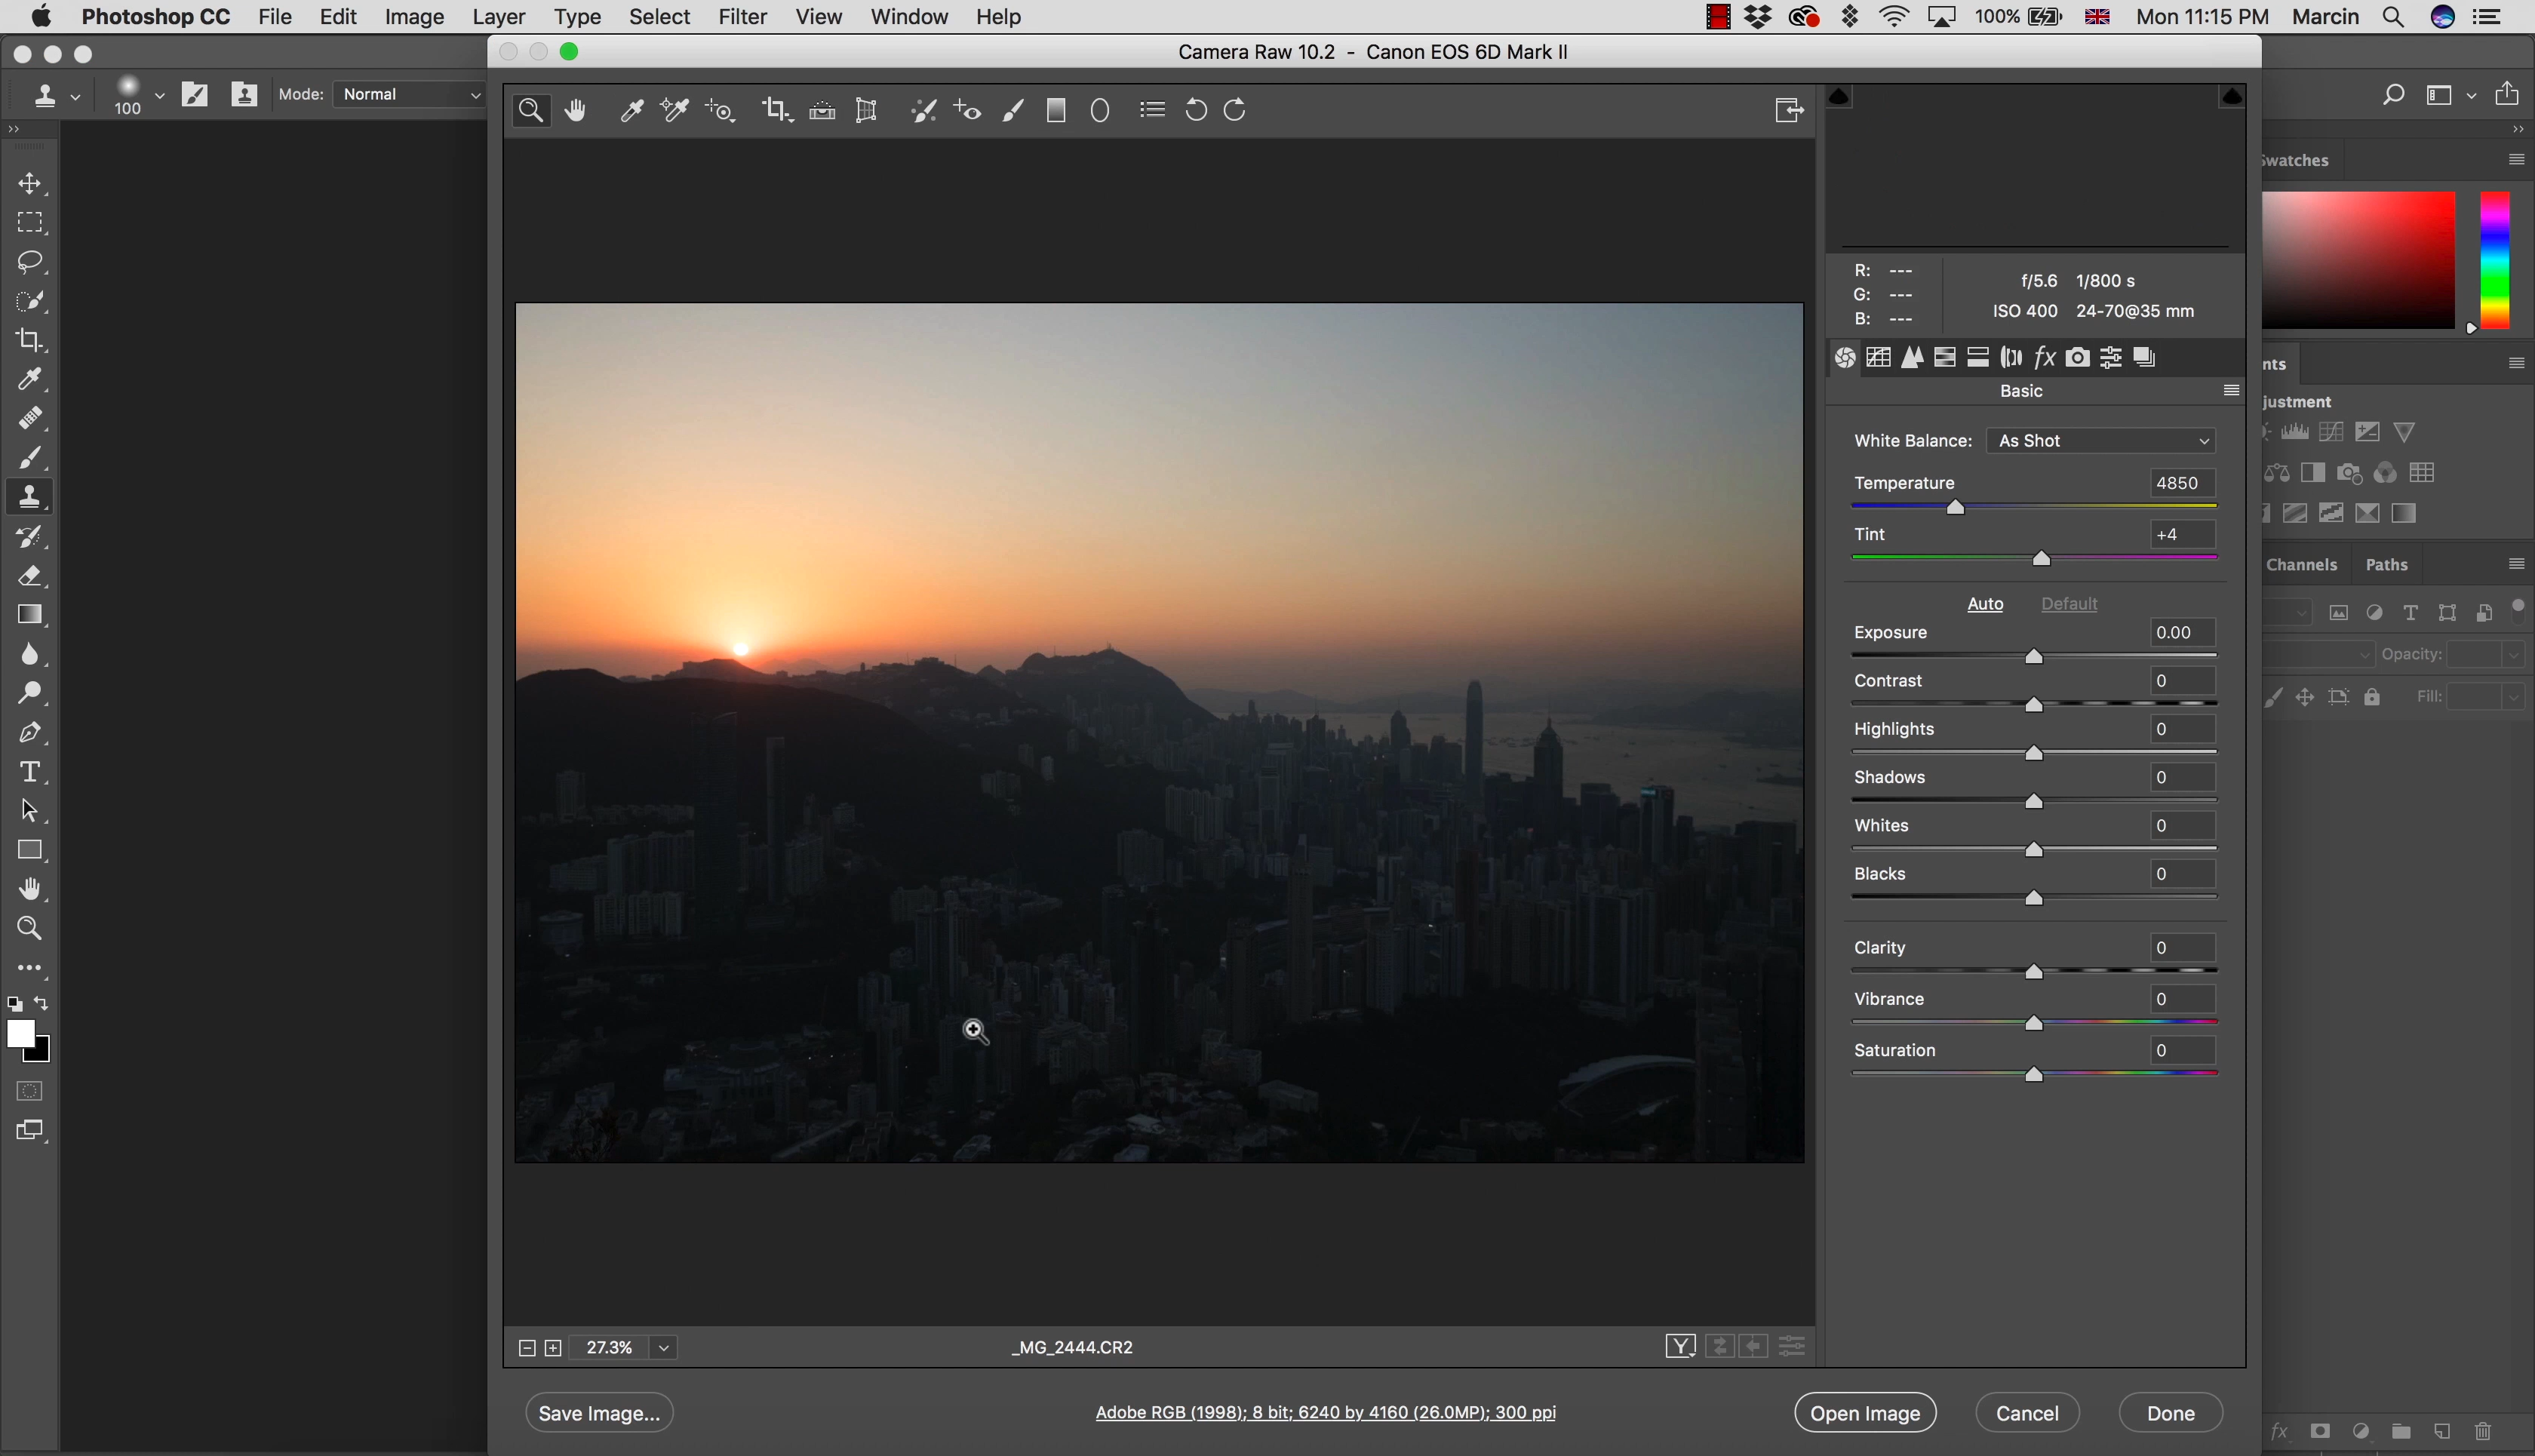 Photoshop CC File Edit Image Layer Type Select Filter View Window Help 100% Mon 11:15 PM Marcin
Camera Raw 10.2 - Canon EOS 6D Mark II
100 Mode: Normal
Swatches
R: ---
G: ---
B: ---
f/5.6 1/800 s
ISO 400 24-70@35 mm
nts
Basic
justment
White Balance: As Shot
Temperature 4850
Tint +4
Channels Paths
Auto Default
Exposure 0.00
Opacity:
Contrast 0
Fill:
Highlights 0
Shadows 0
Whites 0
Blacks 0
Clarity 0
Vibrance 0
Saturation 0
27.3% _MG_2444.CR2
Save Image... Adobe RGB (1998); 8 bit; 6240 by 4160 (26.0MP); 300 ppi Open Image Cancel Done